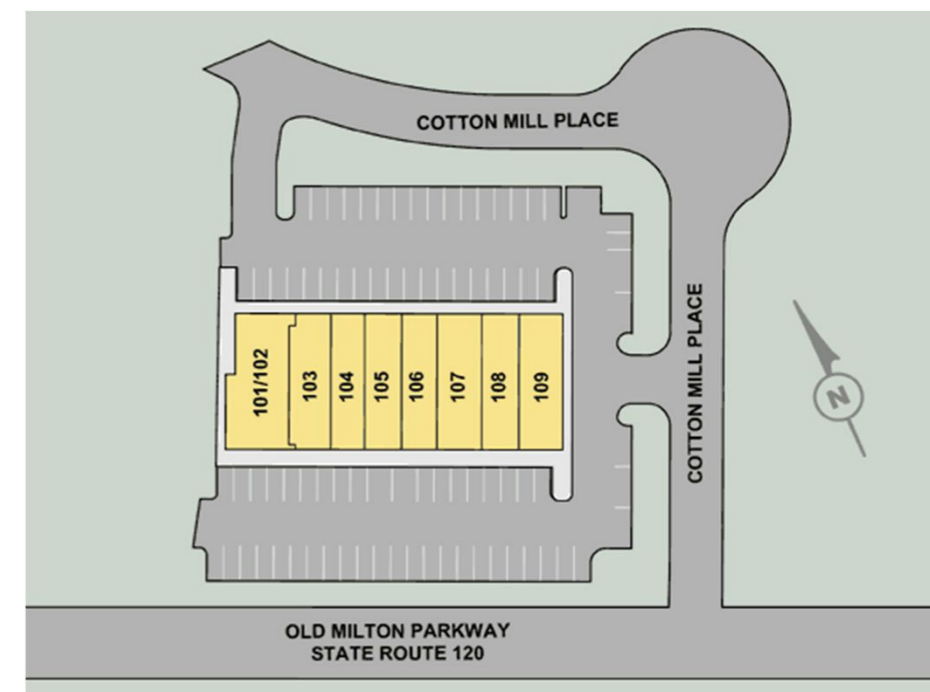 COTTON MILL PLACE
COTTON MILL PLACE
101/102
103
104
105
106
107
108
109
N
OLD MILTON PARKWAY
STATE ROUTE 120